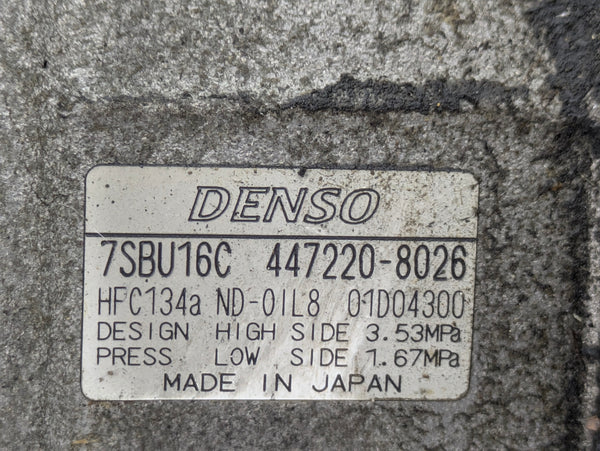 DENSO
7SBU16C 447220-8026
HFC134a ND-OIL8 01D04300
DESIGN HIGH SIDE 3.53MPa
PRESS LOW SIDE 1.67MPa
MADE IN JAPAN